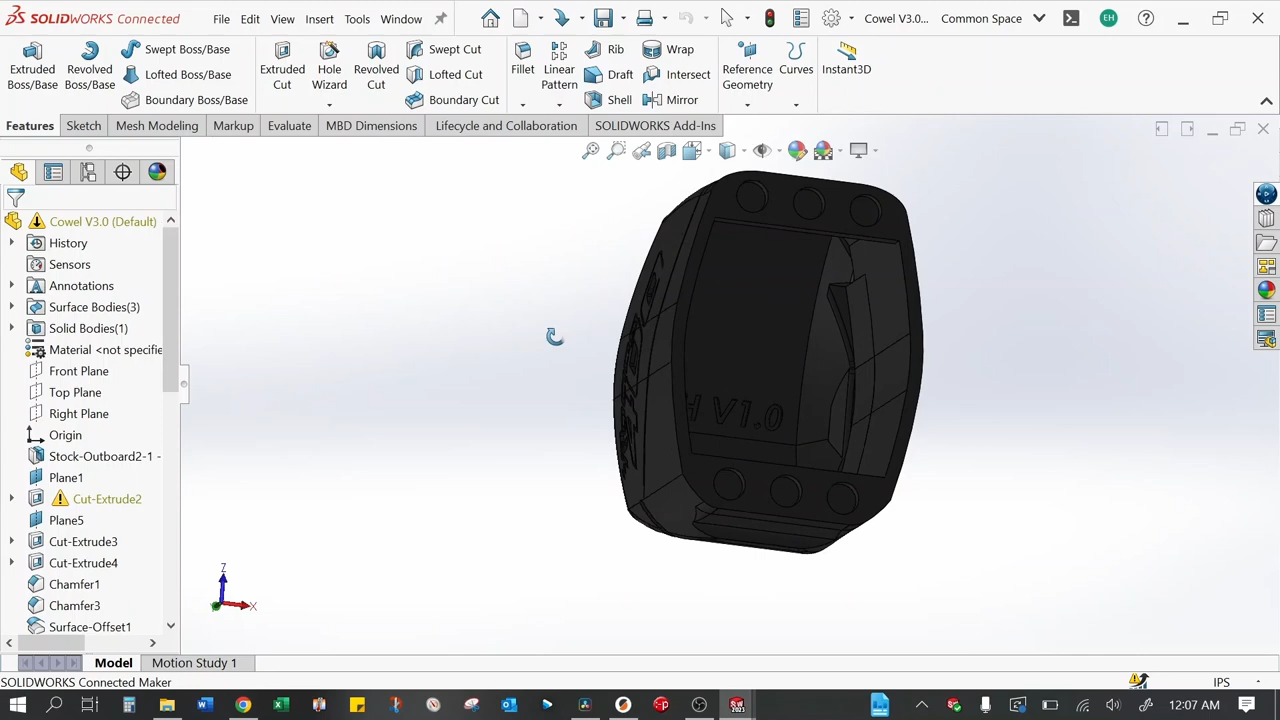 SOLIDWORKS Connected
File Edit View Insert Tools Window
Cowel V3.0... Common Space
EH
Extruded Boss/Base
Revolved Boss/Base
Swept Boss/Base
Lofted Boss/Base
Boundary Boss/Base
Extruded Cut
Hole Wizard
Revolved Cut
Swept Cut
Lofted Cut
Boundary Cut
Fillet
Linear Pattern
Rib
Draft
Shell
Wrap
Intersect
Mirror
Reference Geometry
Curves
Instant3D
Features Sketch Mesh Modeling Markup Evaluate MBD Dimensions Lifecycle and Collaboration SOLIDWORKS Add-Ins
Cowel V3.0 (Default)
History
Sensors
Annotations
Surface Bodies(3)
Solid Bodies(1)
Material <not specifie
Front Plane
Top Plane
Right Plane
Origin
Stock-Outboard2-1 -
Plane1
Cut-Extrude2
Plane5
Cut-Extrude3
Cut-Extrude4
Chamfer1
Chamfer3
Surface-Offset1
H V1.0
Z
X
Model Motion Study 1
SOLIDWORKS Connected Maker
IPS
12:07 AM